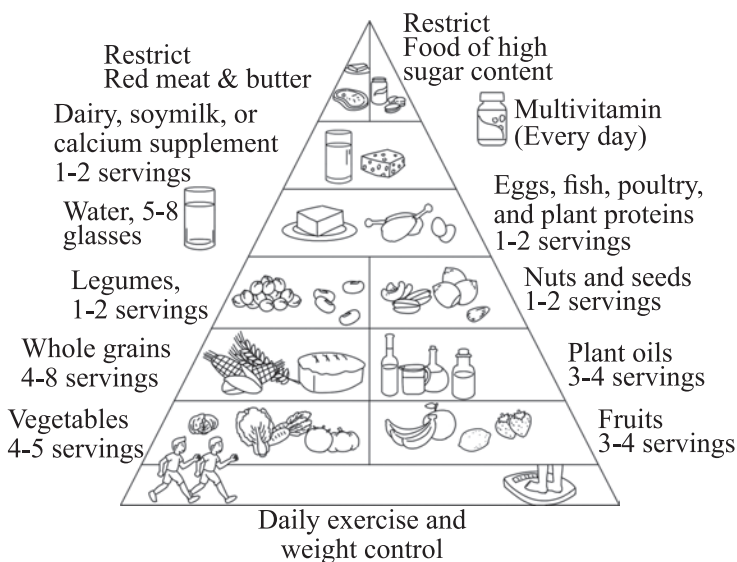 Restrict
Red meat & butter
Restrict
Food of high
sugar content
Dairy, soymilk, or
calcium supplement
1-2 servings
Multivitamin
(Every day)
Water, 5-8
glasses
Eggs, fish, poultry,
and plant proteins
1-2 servings
Legumes,
1-2 servings
Nuts and seeds
1-2 servings
Whole grains
4-8 servings
Plant oils
3-4 servings
Vegetables
4-5 servings
Fruits
3-4 servings
Daily exercise and
weight control